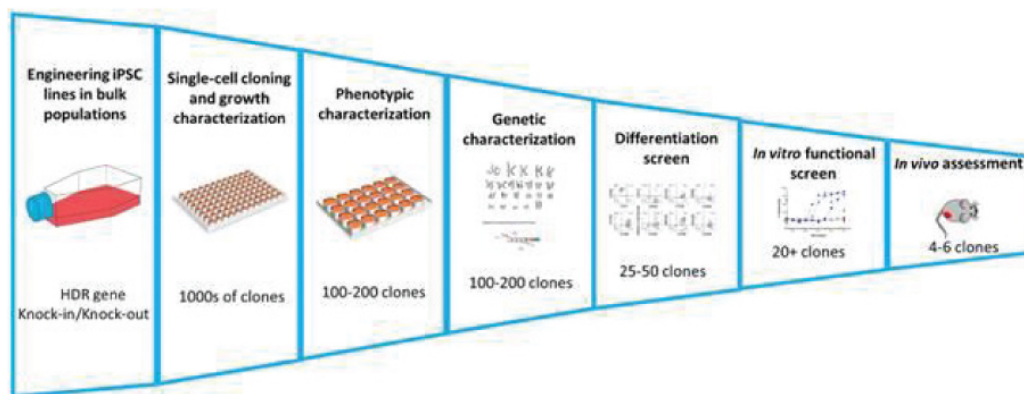 Engineering iPSC
lines in bulk
populations
HDR gene
Knock-in/Knock-out
Single-cell cloning
and growth
characterization
1000s of clones
Phenotypic
characterization
100-200 clones
Genetic
characterization
100-200 clones
Differentiation
screen
25-50 clones
In vitro functional
screen
20+ clones
In vivo assessment
4-6 clones